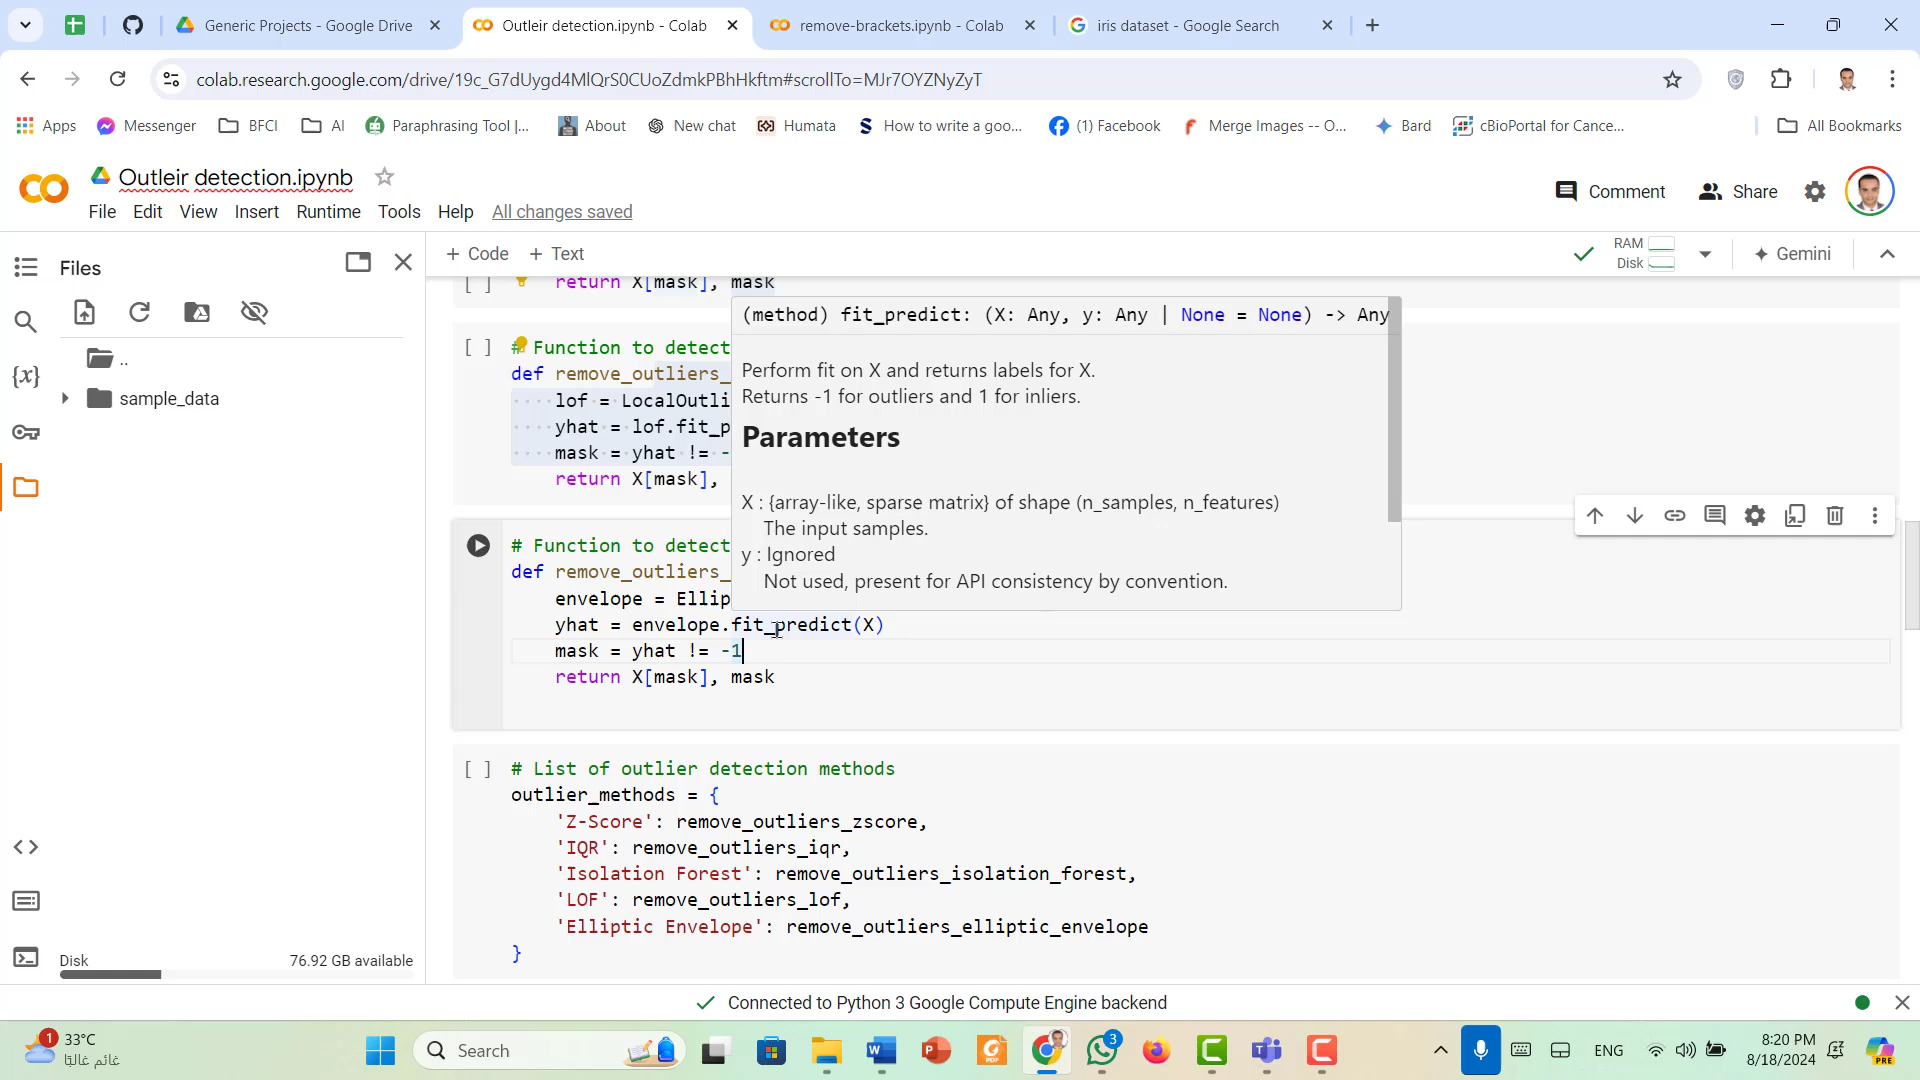 Generic Projects - Google Drive
Outleir detection.ipynb - Colab
remove-brackets.ipynb - Colab
iris dataset - Google Search
colab.research.google.com/drive/19c_G7dUygd4MlQrS0CUoZdmkPBhHkftm#scrollTo=MJr7OYZNyZyT
Apps
Messenger
BFCI
AI
Paraphrasing Tool |...
About
New chat
Humata
How to write a goo...
(1) Facebook
Merge Images -- O...
Bard
cBioPortal for Cance...
All Bookmarks
Outleir detection.ipynb
Comment
Share
File Edit View Insert Runtime Tools Help All changes saved
Files
+ Code + Text
RAM
Disk
Gemini
..
sample_data
[ ] return X[mask], mask
(method) fit_predict: (X: Any, y: Any | None = None) -> Any
Perform fit on X and returns labels for X.
Returns -1 for outliers and 1 for inliers.
Parameters
X : {array-like, sparse matrix} of shape (n_samples, n_features)
The input samples.
y : Ignored
Not used, present for API consistency by convention.
[ ] # Function to detect
def remove_outliers_
lof = LocalOutli
yhat = lof.fit_p
mask = yhat != -
return X[mask],
# Function to detect
def remove_outliers_
envelope = Ellip
yhat = envelope.fit_predict(X)
mask = yhat != -1
return X[mask], mask
[ ] # List of outlier detection methods
outlier_methods = {
'Z-Score': remove_outliers_zscore,
'IQR': remove_outliers_iqr,
'Isolation Forest': remove_outliers_isolation_forest,
'LOF': remove_outliers_lof,
'Elliptic Envelope': remove_outliers_elliptic_envelope
}
Disk 76.92 GB available
Connected to Python 3 Google Compute Engine backend
1
33°C
غائم غالبًا
Search
3
ENG
8:20 PM
8/18/2024
PRE